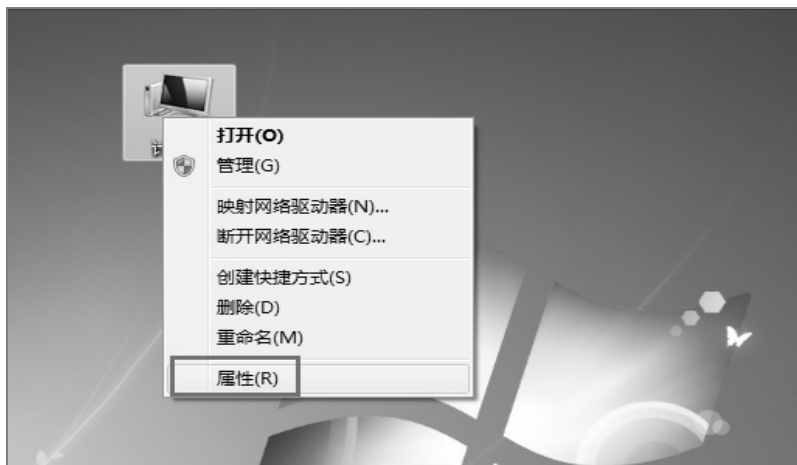 打开(O)
管理(G)
映射网络驱动器(N)...
断开网络驱动器(C)...
创建快捷方式(S)
删除(D)
重命名(M)
属性(R)